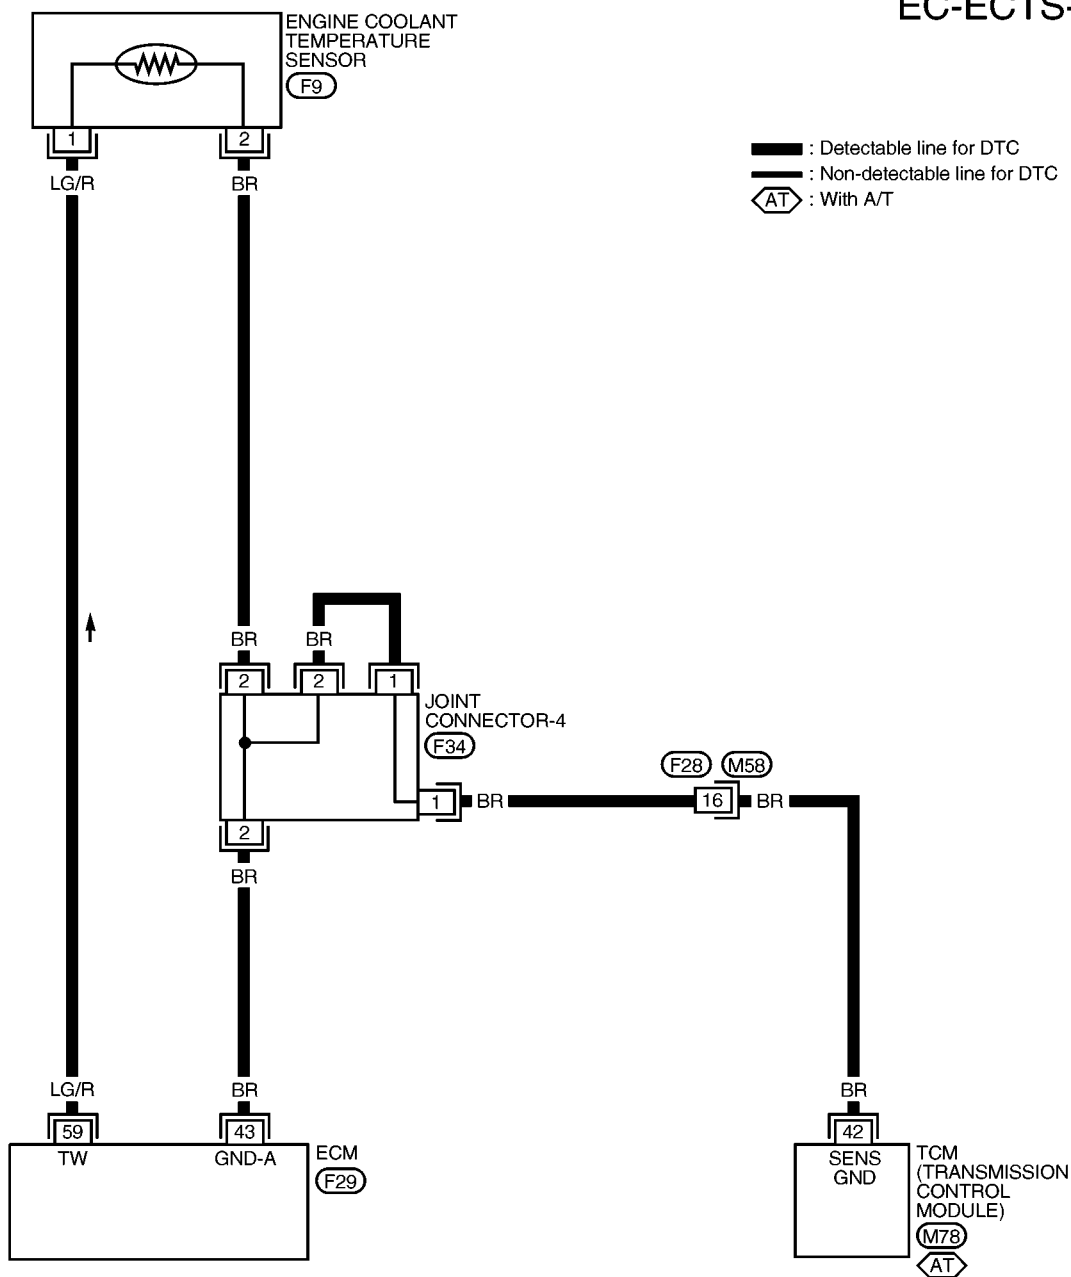 EC-ECTS-
ENGINE COOLANT
TEMPERATURE
SENSOR
F9
1
2
LG/R
BR
: Detectable line for DTC
: Non-detectable line for DTC
AT : With A/T
BR
BR
2
2
1
JOINT
CONNECTOR-4
F34
F28
M58
1
BR
16
BR
2
BR
LG/R
BR
BR
59
43
42
TW
GND-A
ECM
F29
SENS
GND
TCM
(TRANSMISSION
CONTROL
MODULE)
M78
AT